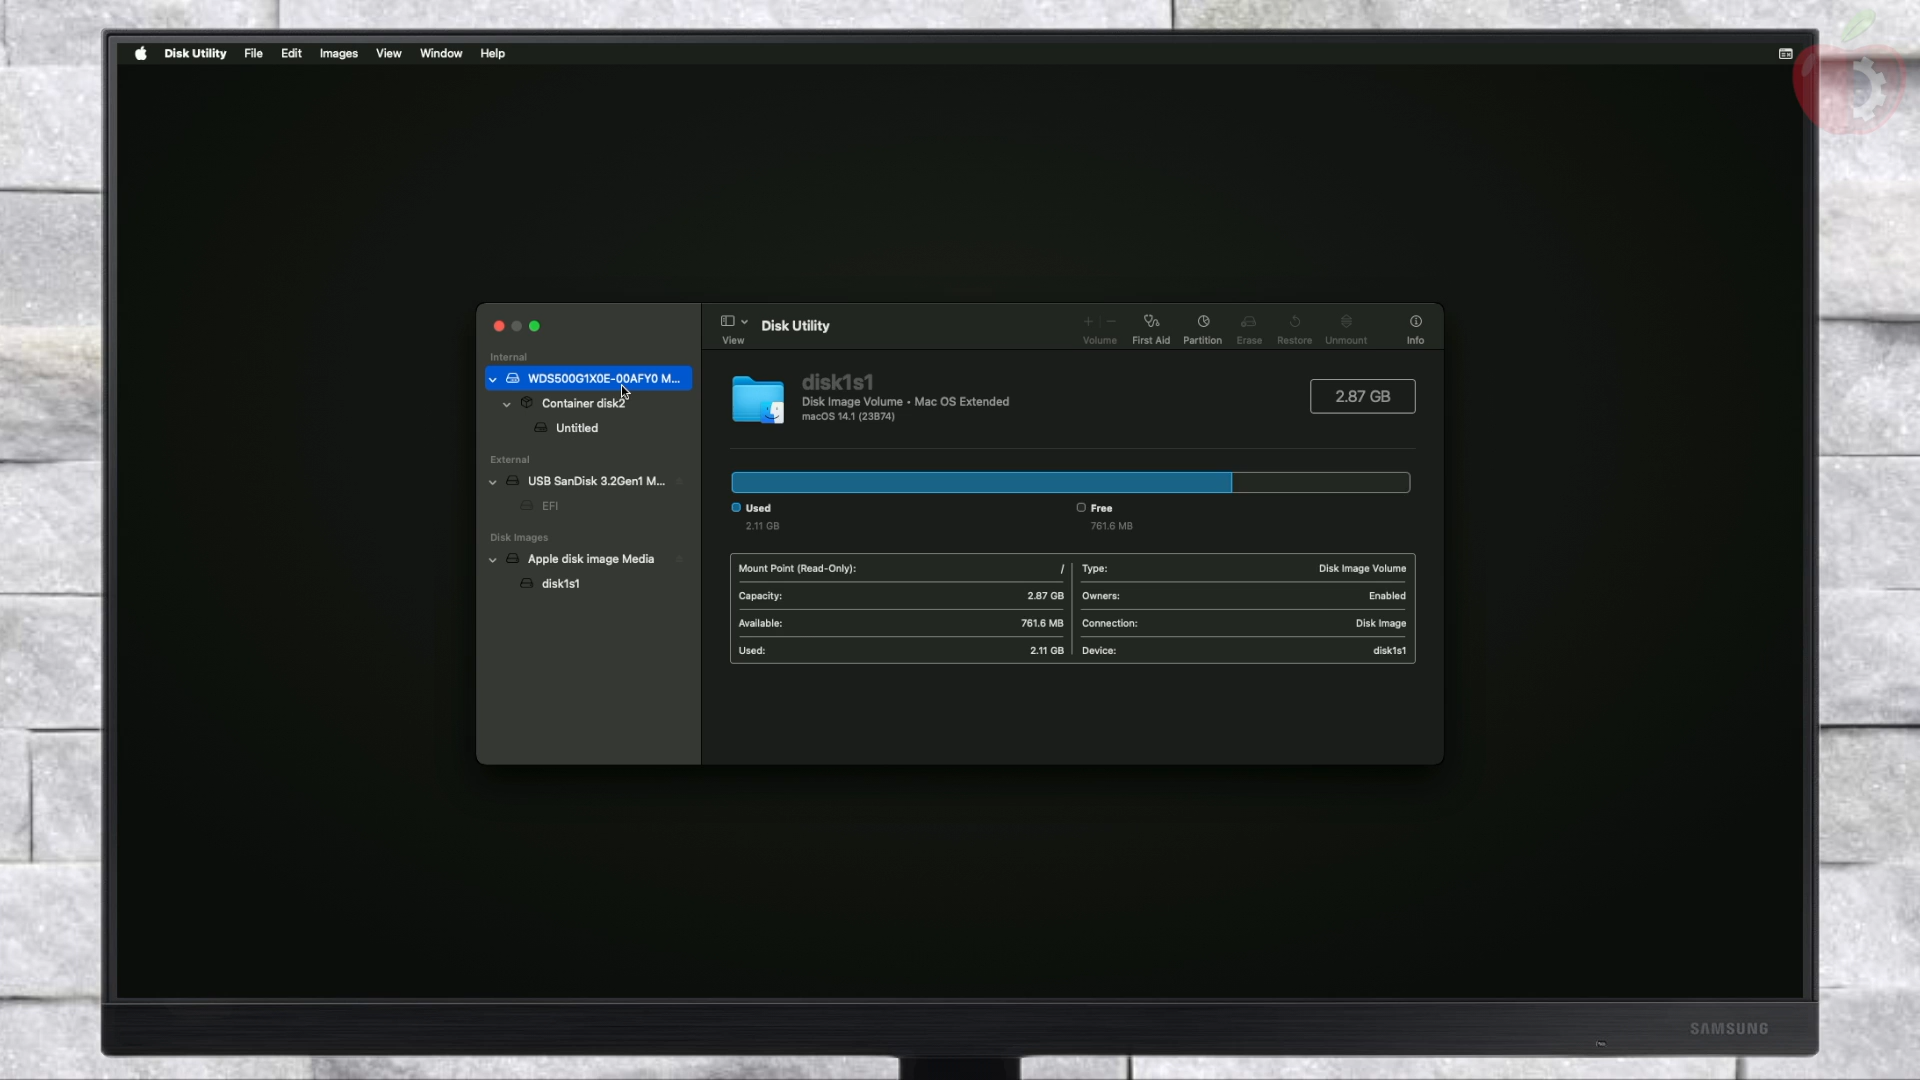 Disk Utility File Edit Images View Window Help
Disk Utility
View
Volume First Aid Partition Erase Restore Unmount Info
Internal
WDS500G1X0E-00AFY0 M...
Container disk2
Untitled
External
USB SanDisk 3.2Gen1 M...
EFI
Disk Images
Apple disk image Media
disk1s1
disk1s1
Disk Image Volume • Mac OS Extended
macOS 14.1 (23B74)
2.87 GB
Used
2.11 GB
Free
761.6 MB
Mount Point (Read-Only): /
Capacity: 2.87 GB
Available: 761.6 MB
Used: 2.11 GB
Type: Disk Image Volume
Owners: Enabled
Connection: Disk Image
Device: disk1s1
SAMSUNG